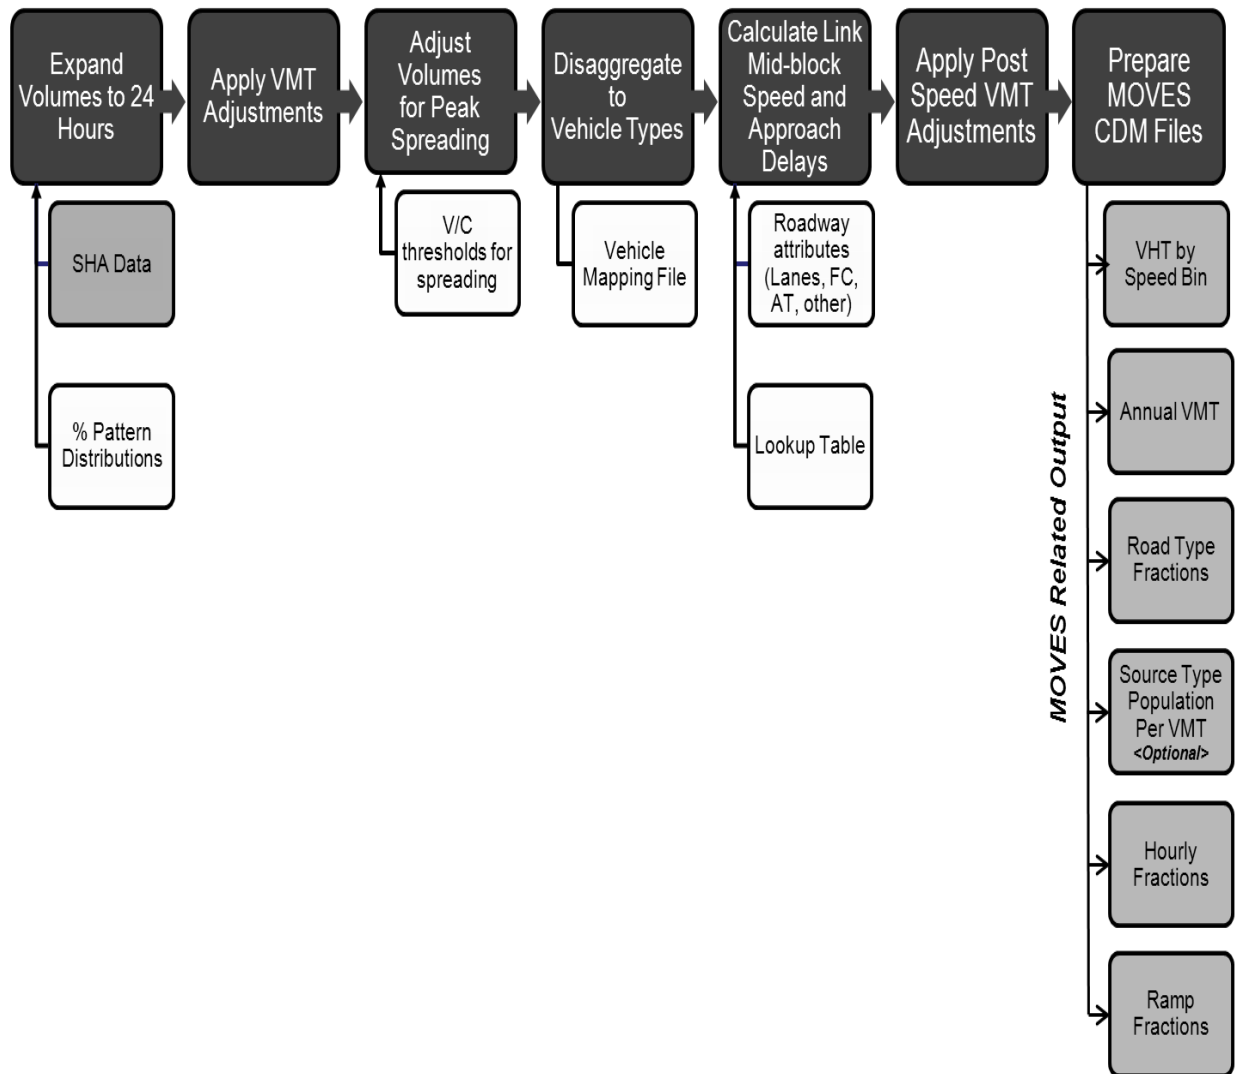 Expand
Volumes to 24
Hours
Apply VMT
Adjustments
Adjust
Volumes
for Peak
Spreading
Disaggregate
to
Vehicle Types
Calculate Link
Mid-block
Speed and
Approach
Delays
Apply Post
Speed VMT
Adjustments
Prepare
MOVES
CDM Files
SHA Data
% Pattern
Distributions
V/C
thresholds for
spreading
Vehicle
Mapping File
Roadway
attributes
(Lanes, FC,
AT, other)
Lookup Table
MOVES Related Output
VHT by
Speed Bin
Annual VMT
Road Type
Fractions
Source Type
Population
Per VMT
<Optional>
Hourly
Fractions
Ramp
Fractions